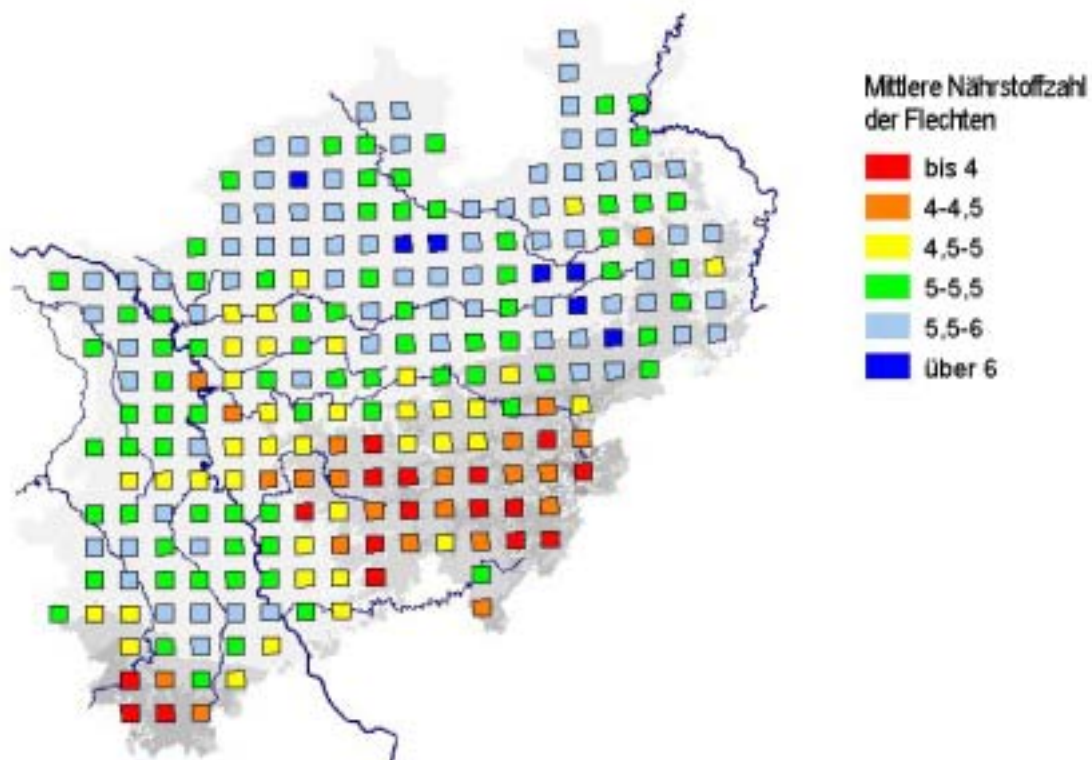 Mittlere Nährstoffzahl
der Flechten
bis 4
4-4,5
4,5-5
5-5,5
5,5-6
über 6